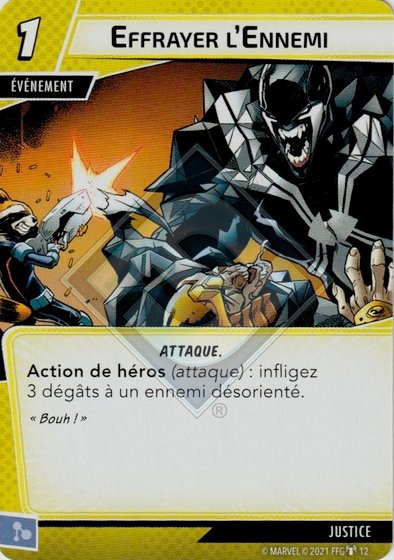 1
EFFRAYER L'ENNEMI
ÉVÉNEMENT
ATTAQUE.
Action de héros (attaque) : infligez
3 dégâts à un ennemi désorienté.
« Bouh ! »
®
JUSTICE
© MARVEL © 2021 FFG 12